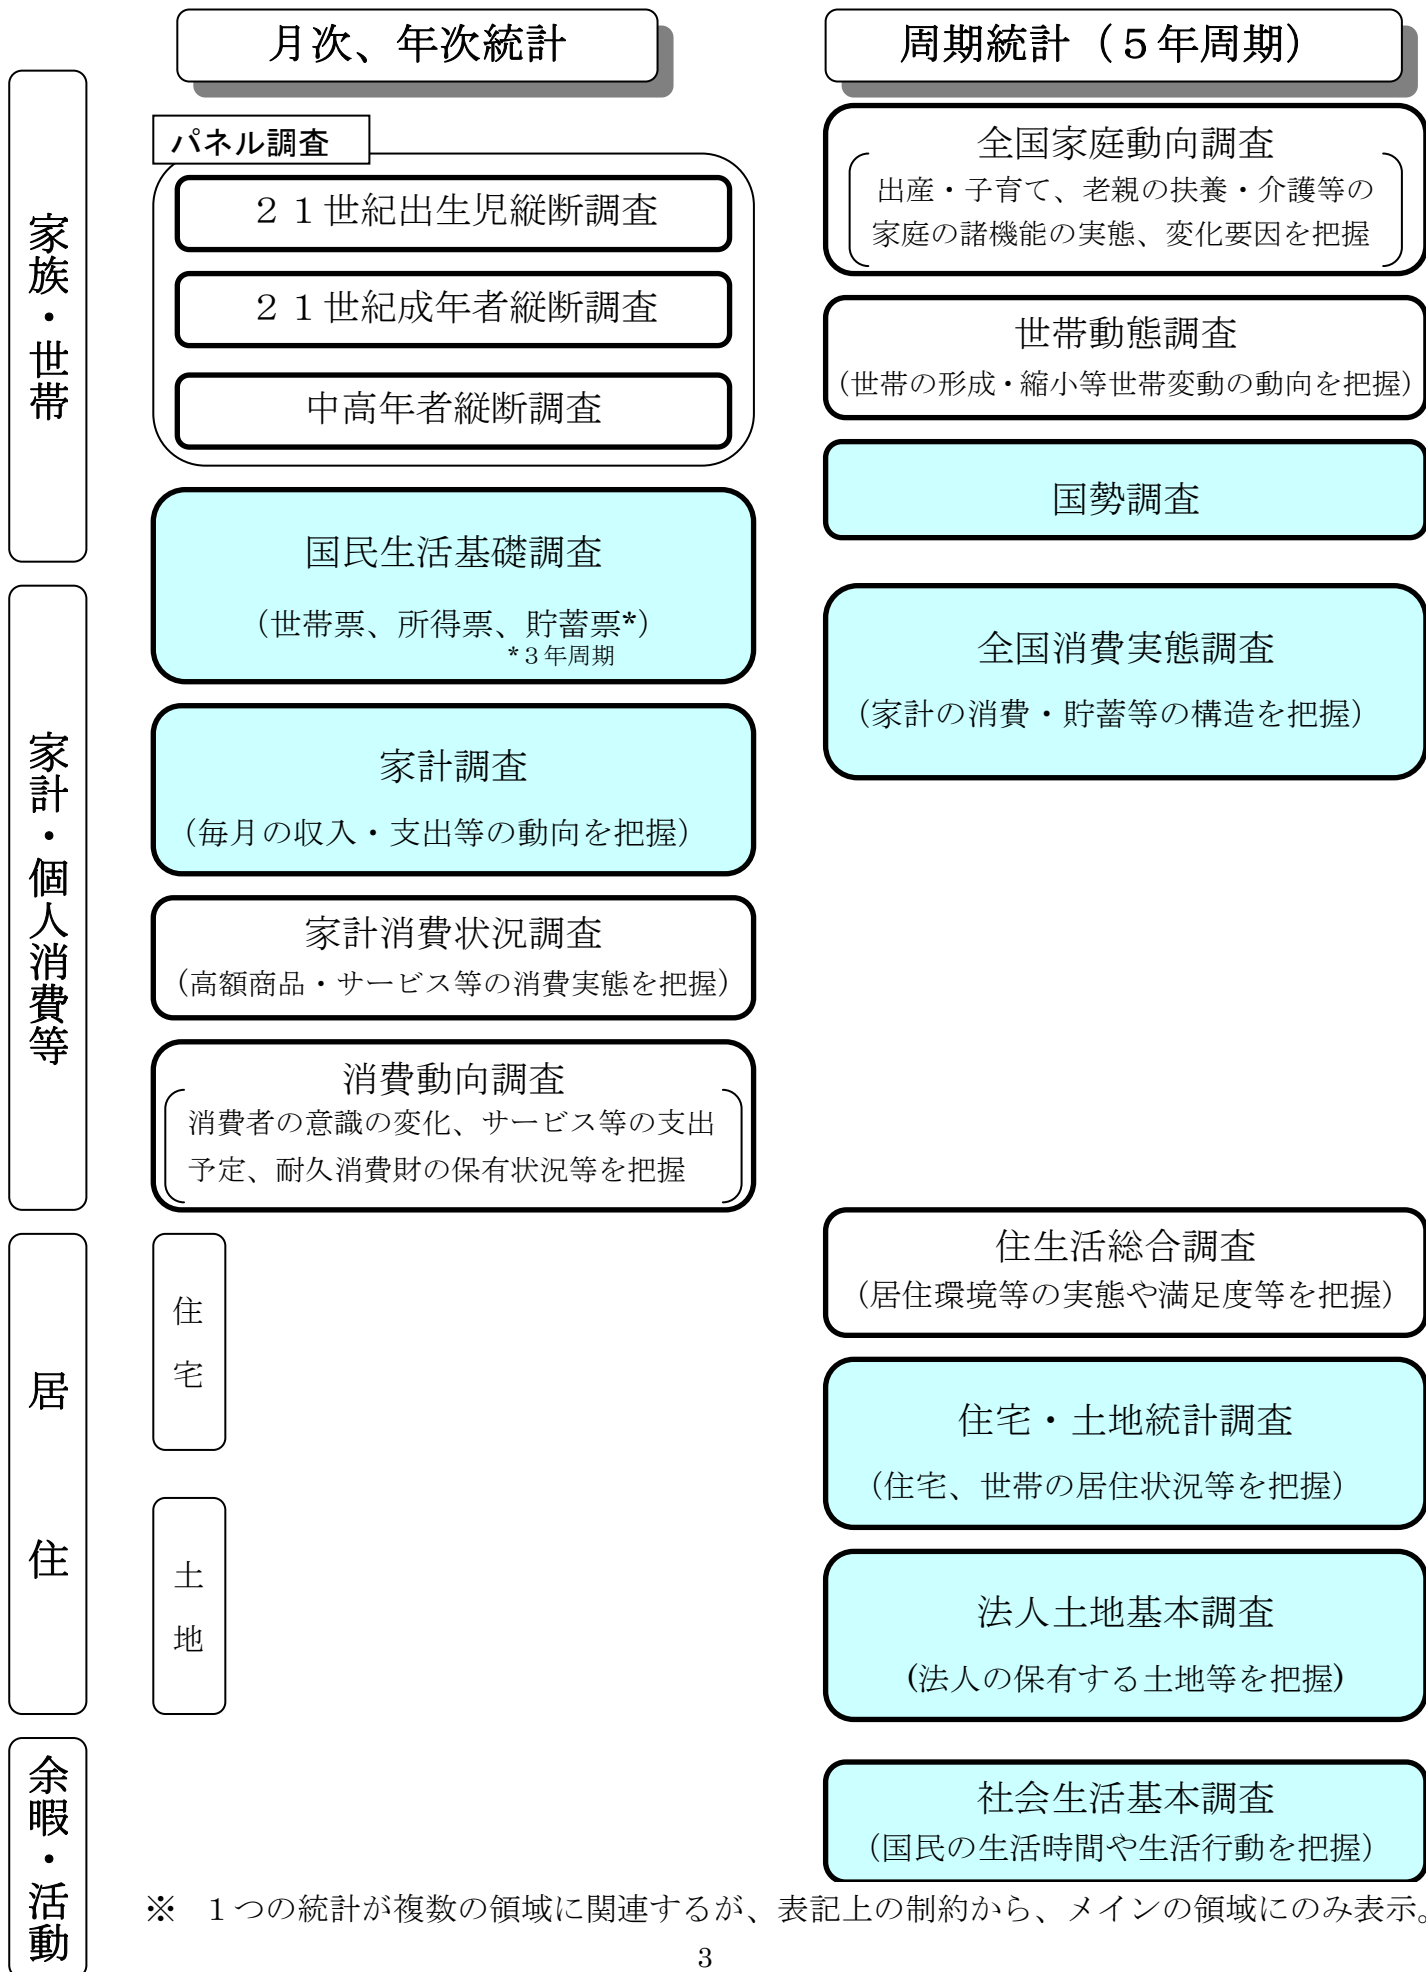 月次、年次統計
周期統計（５年周期）
家族・世帯
パネル調査
２１世紀出生児縦断調査
２１世紀成年者縦断調査
中高年者縦断調査
全国家庭動向調査
出産・子育て、老親の扶養・介護等の
家庭の諸機能の実態、変化要因を把握
世帯動態調査
（世帯の形成・縮小等世帯変動の動向を把握）
国勢調査
国民生活基礎調査
（世帯票、所得票、貯蓄票*）
*３年周期
家計・個人消費等
全国消費実態調査
（家計の消費・貯蓄等の構造を把握）
家計調査
（毎月の収入・支出等の動向を把握）
家計消費状況調査
（高額商品・サービス等の消費実態を把握）
消費動向調査
消費者の意識の変化、サービス等の支出
予定、耐久消費財の保有状況等を把握
居住
住宅
住生活総合調査
（居住環境等の実態や満足度等を把握）
住宅・土地統計調査
（住宅、世帯の居住状況等を把握）
土地
法人土地基本調査
(法人の保有する土地等を把握)
余暇・活動
社会生活基本調査
（国民の生活時間や生活行動を把握）
※　１つの統計が複数の領域に関連するが、表記上の制約から、メインの領域にのみ表示。
3